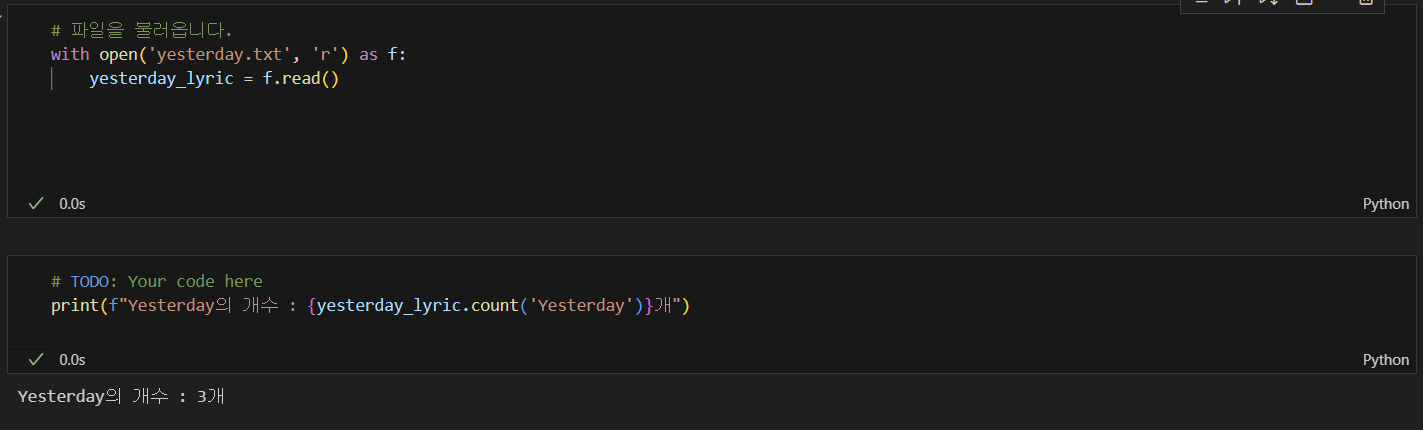 # 파일을 불러옵니다.
with open('yesterday.txt', 'r') as f:
    yesterday_lyric = f.read()
0.0s
Python
# TODO: Your code here
print(f"Yesterday의 개수 : {yesterday_lyric.count('Yesterday')}개")
0.0s
Python
Yesterday의 개수 : 3개